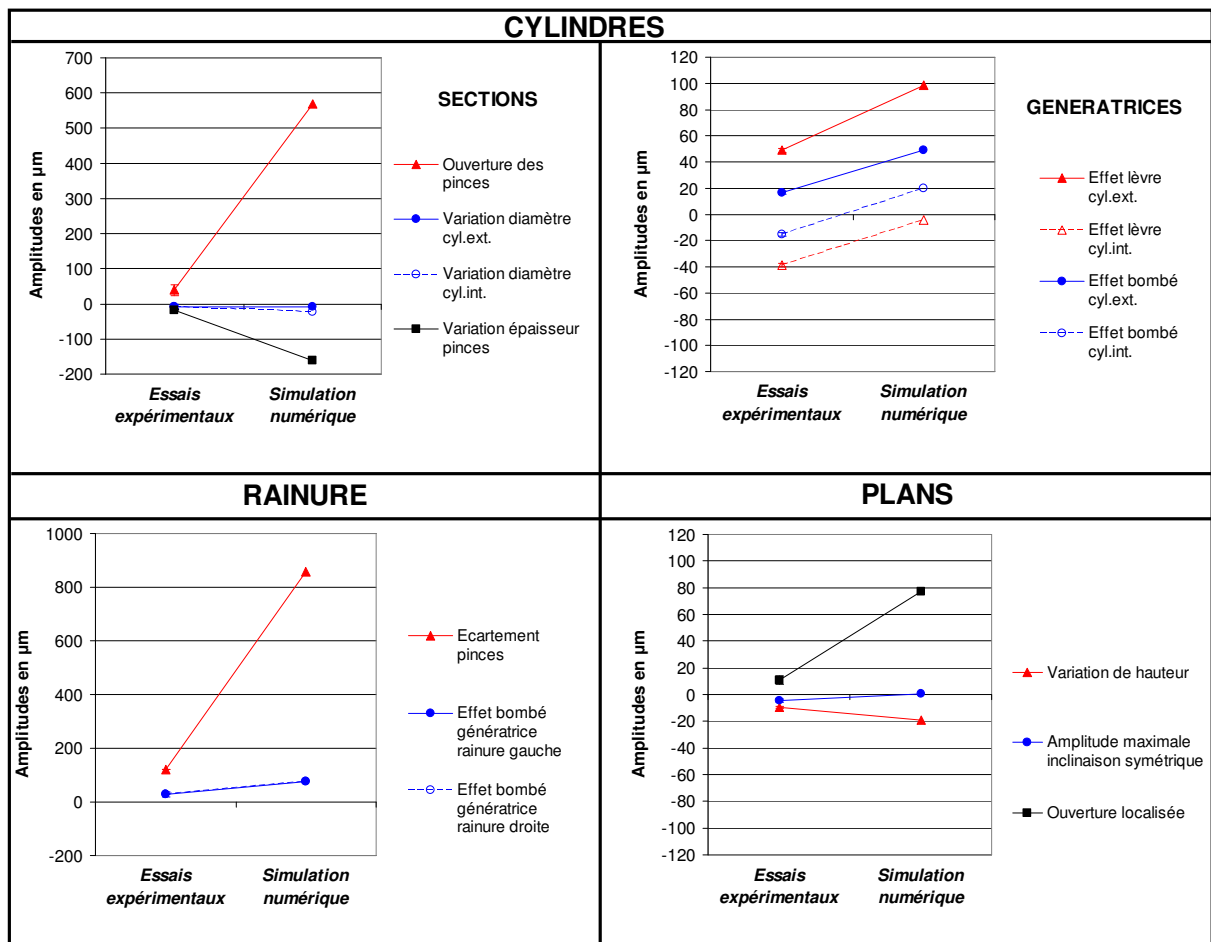 CYLINDRES
700
600
500
400
300
200
100
0
-100
-200
Amplitudes en µm
Essais
expérimentaux
Simulation
numérique
SECTIONS
Ouverture des
pinces
Variation diamètre
cyl.ext.
Variation diamètre
cyl.int.
Variation épaisseur
pinces
120
100
80
60
40
20
0
-20
-40
-60
-80
-100
-120
Amplitudes en µm
Essais
expérimentaux
Simulation
numérique
GENERATRICES
Effet lèvre
cyl.ext.
Effet lèvre
cyl.int.
Effet bombé
cyl.ext.
Effet bombé
cyl.int.
RAINURE
1000
800
600
400
200
0
-200
Amplitudes en µm
Essais
expérimentaux
Simulation
numérique
Ecartement
pinces
Effet bombé
génératrice
rainure gauche
Effet bombé
génératrice
rainure droite
PLANS
120
100
80
60
40
20
0
-20
-40
-60
-80
-100
-120
Amplitudes en µm
Essais
expérimentaux
Simulation
numérique
Variation de hauteur
Amplitude maximale
inclinaison symétrique
Ouverture localisée